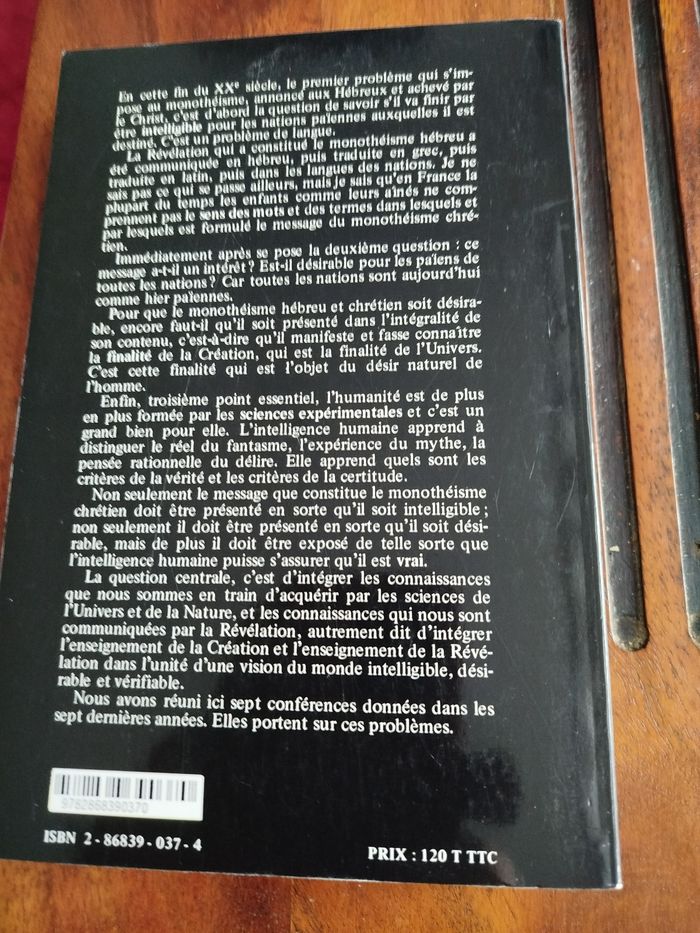 En cette fin du XXe siècle, le premier problème qui s'im-
pose au monothéisme, annoncé aux Hébreux et achevé par
le Christ, c'est d'abord la question de savoir s'il va finir par
être intelligible pour les nations païennes auxquelles il est
destiné. C'est un problème de langue.
La Révélation qui a constitué le monothéisme hébreu a
été communiquée en hébreu, puis traduite en grec, puis
traduite en latin, puis dans les langues des nations. Je ne
sais pas ce qui se passe ailleurs, mais je sais qu'en France la
plupart du temps les enfants comme leurs aînés ne com-
prennent pas le sens des mots et des termes dans lesquels et
par lesquels est formulé le message du monothéisme chré-
tien.
Immédiatement après se pose la deuxième question : ce
message a-t-il un intérêt ? Est-il désirable pour les païens de
toutes les nations ? Car toutes les nations sont aujourd'hui
comme hier païennes.
Pour que le monothéisme hébreu et chrétien soit désira-
ble, encore faut-il qu'il soit présenté dans l'intégralité de
son contenu, c'est-à-dire qu'il manifeste et fasse connaître
la finalité de la Création, qui est la finalité de l'Univers.
C'est cette finalité qui est l'objet du désir naturel de
l'homme.
Enfin, troisième point essentiel, l'humanité est de plus
en plus formée par les sciences expérimentales et c'est un
grand bien pour elle. L'intelligence humaine apprend à
distinguer le réel du fantasme, l'expérience du mythe, la
pensée rationnelle du délire. Elle apprend quels sont les
critères de la vérité et les critères de la certitude.
Non seulement le message que constitue le monothéisme
chrétien doit être présenté en sorte qu'il soit intelligible ;
non seulement il doit être présenté en sorte qu'il soit dési-
rable, mais de plus il doit être exposé de telle sorte que
l'intelligence humaine puisse s'assurer qu'il est vrai.
La question centrale, c'est d'intégrer les connaissances
que nous sommes en train d'acquérir par les sciences de
l'Univers et de la Nature, et les connaissances qui nous sont
communiquées par la Révélation, autrement dit d'intégrer
l'enseignement de la Création et l'enseignement de la Révé-
lation dans l'unité d'une vision du monde intelligible, dési-
rable et vérifiable.
Nous avons réuni ici sept conférences données dans les
sept dernières années. Elles portent sur ces problèmes.
9782868390370
ISBN 2 - 86839 - 037 - 4
PRIX : 120 T TTC